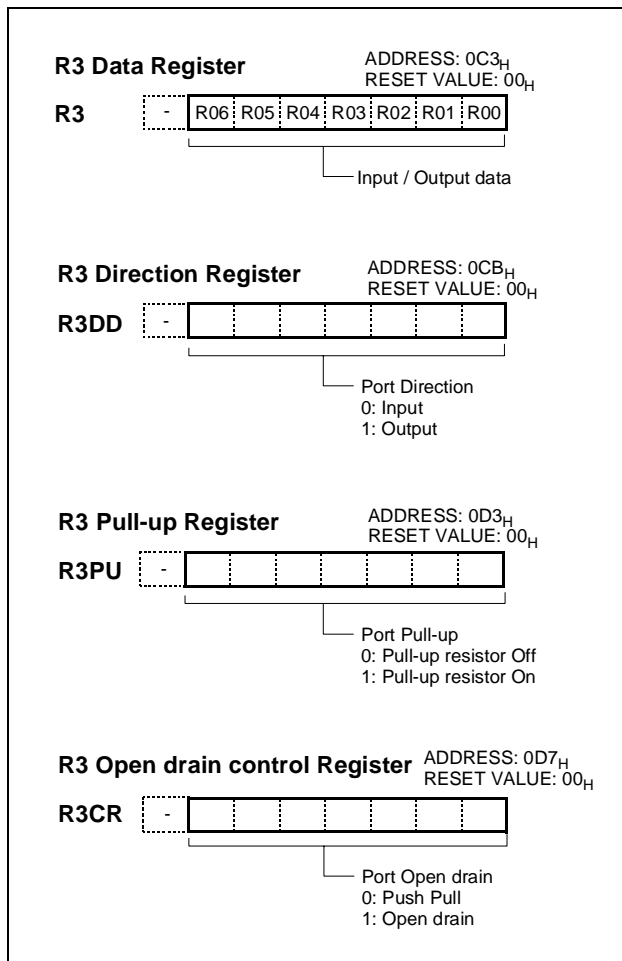 R3 Data Register
ADDRESS: 0C3H
RESET VALUE: 00H
R3 - R06 R05 R04 R03 R02 R01 R00
Input / Output data
R3 Direction Register
ADDRESS: 0CBH
RESET VALUE: 00H
R3DD -
Port Direction
0: Input
1: Output
R3 Pull-up Register
ADDRESS: 0D3H
RESET VALUE: 00H
R3PU -
Port Pull-up
0: Pull-up resistor Off
1: Pull-up resistor On
R3 Open drain control Register
ADDRESS: 0D7H
RESET VALUE: 00H
R3CR -
Port Open drain
0: Push Pull
1: Open drain